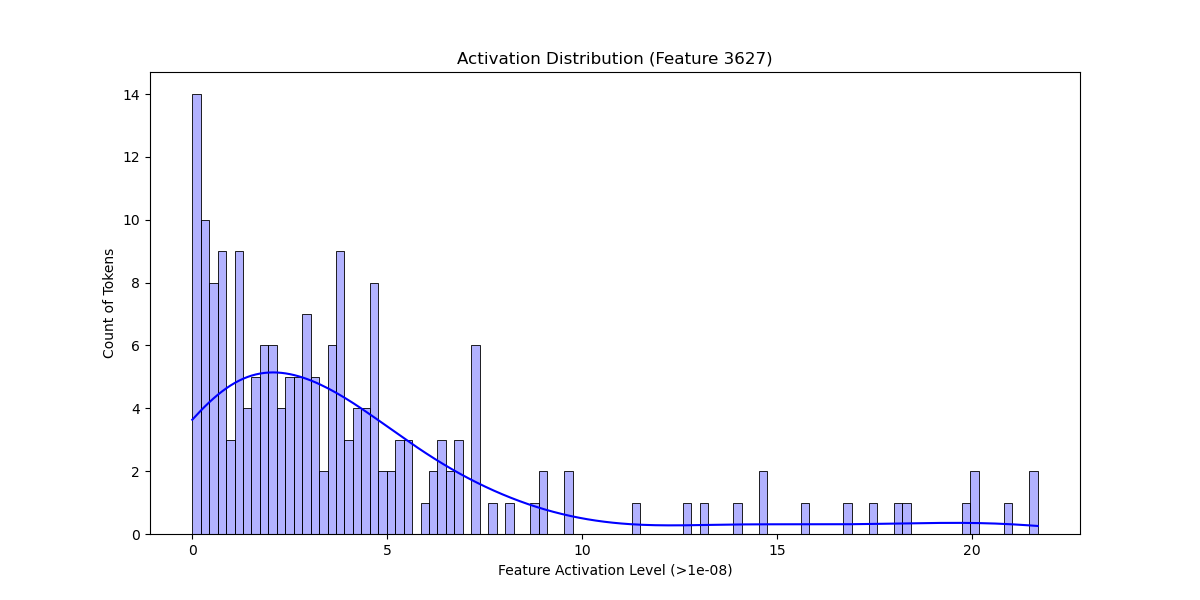 Activation Distribution (Feature 3627)
14
12
10
8
6
4
2
0
Count of Tokens
0 5 10 15 20
Feature Activation Level (>1e-08)